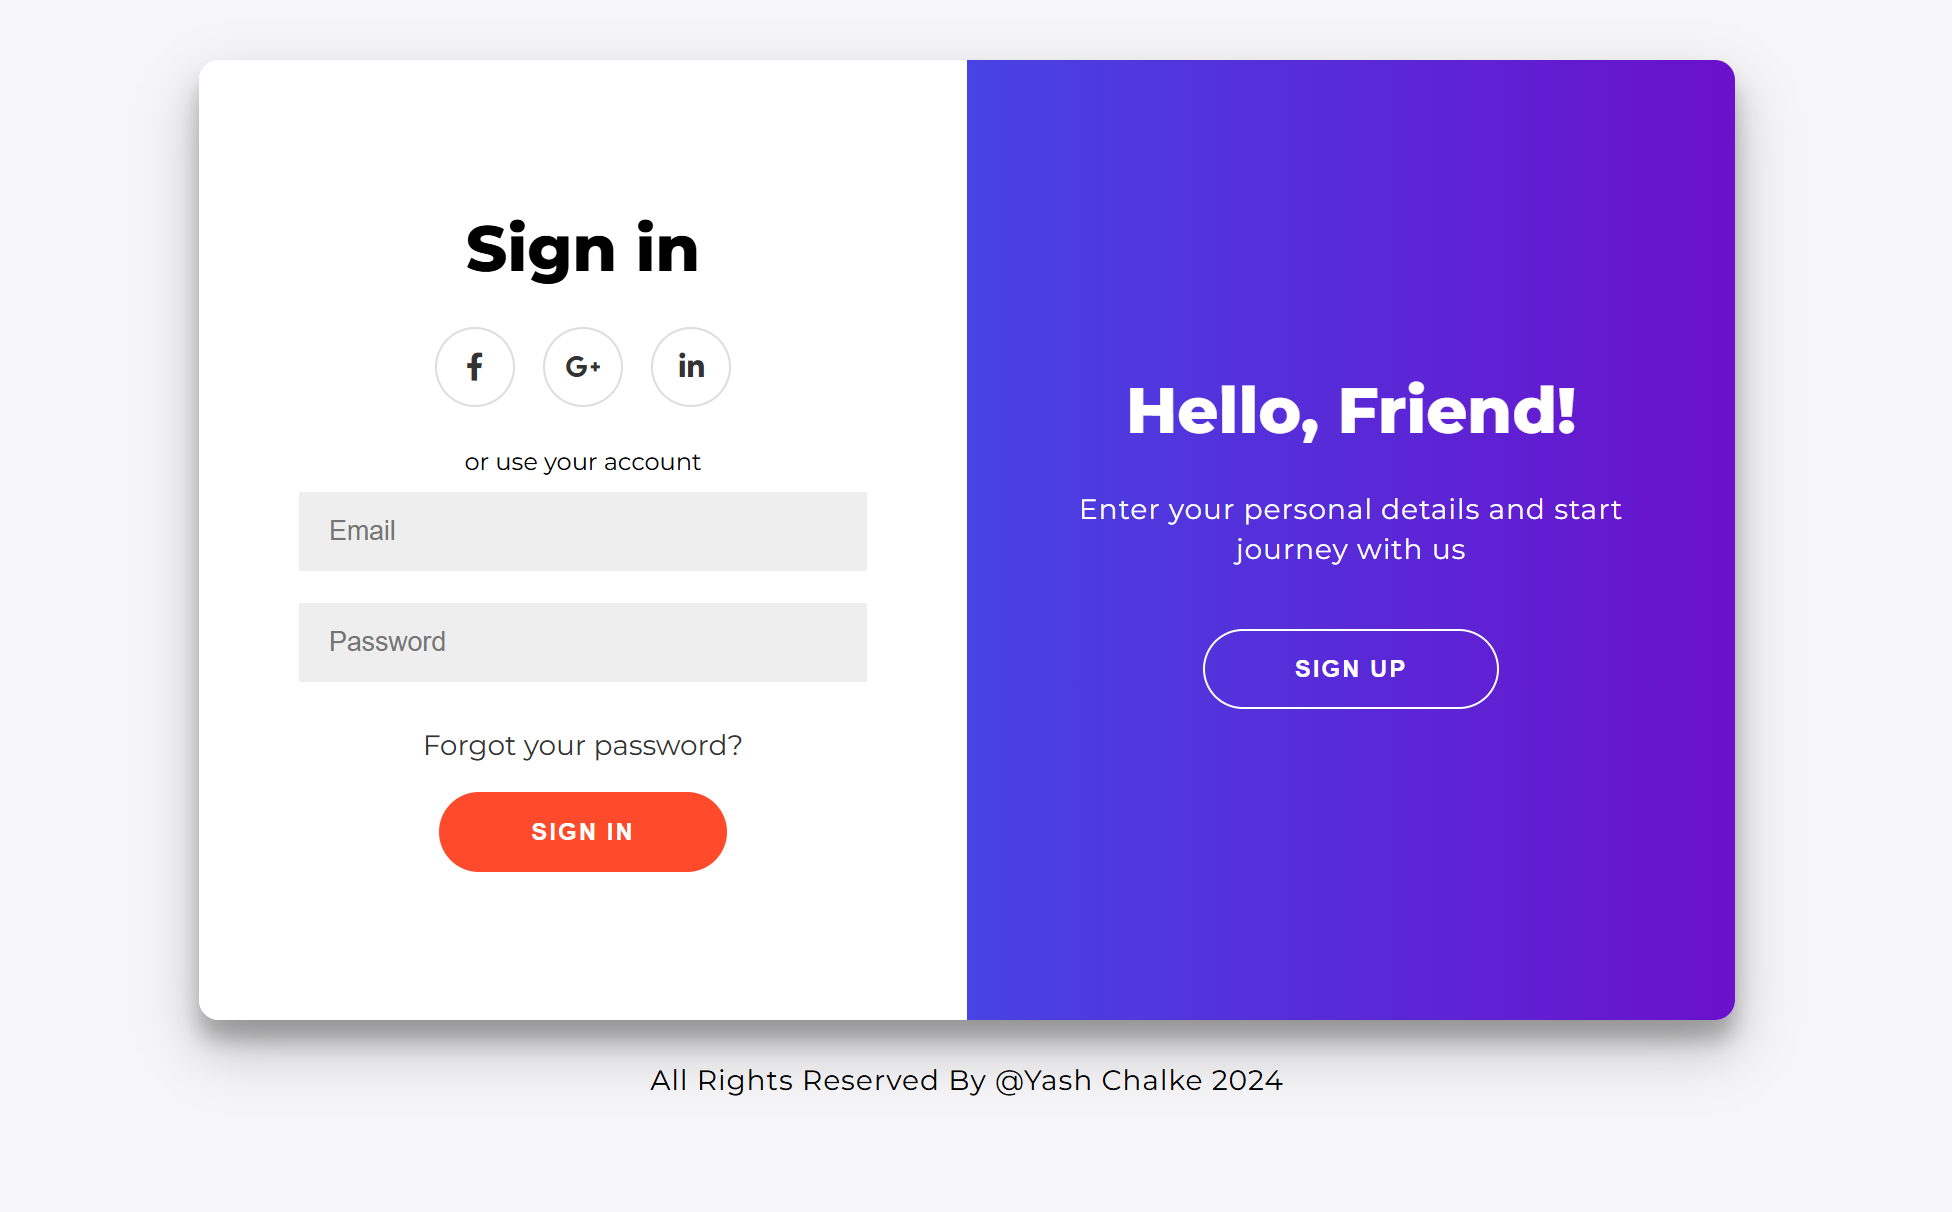 Sign in
f
G+
in
or use your account
Email
Password
Forgot your password?
SIGN IN
Hello, Friend!
Enter your personal details and start
journey with us
SIGN UP
All Rights Reserved By @Yash Chalke 2024